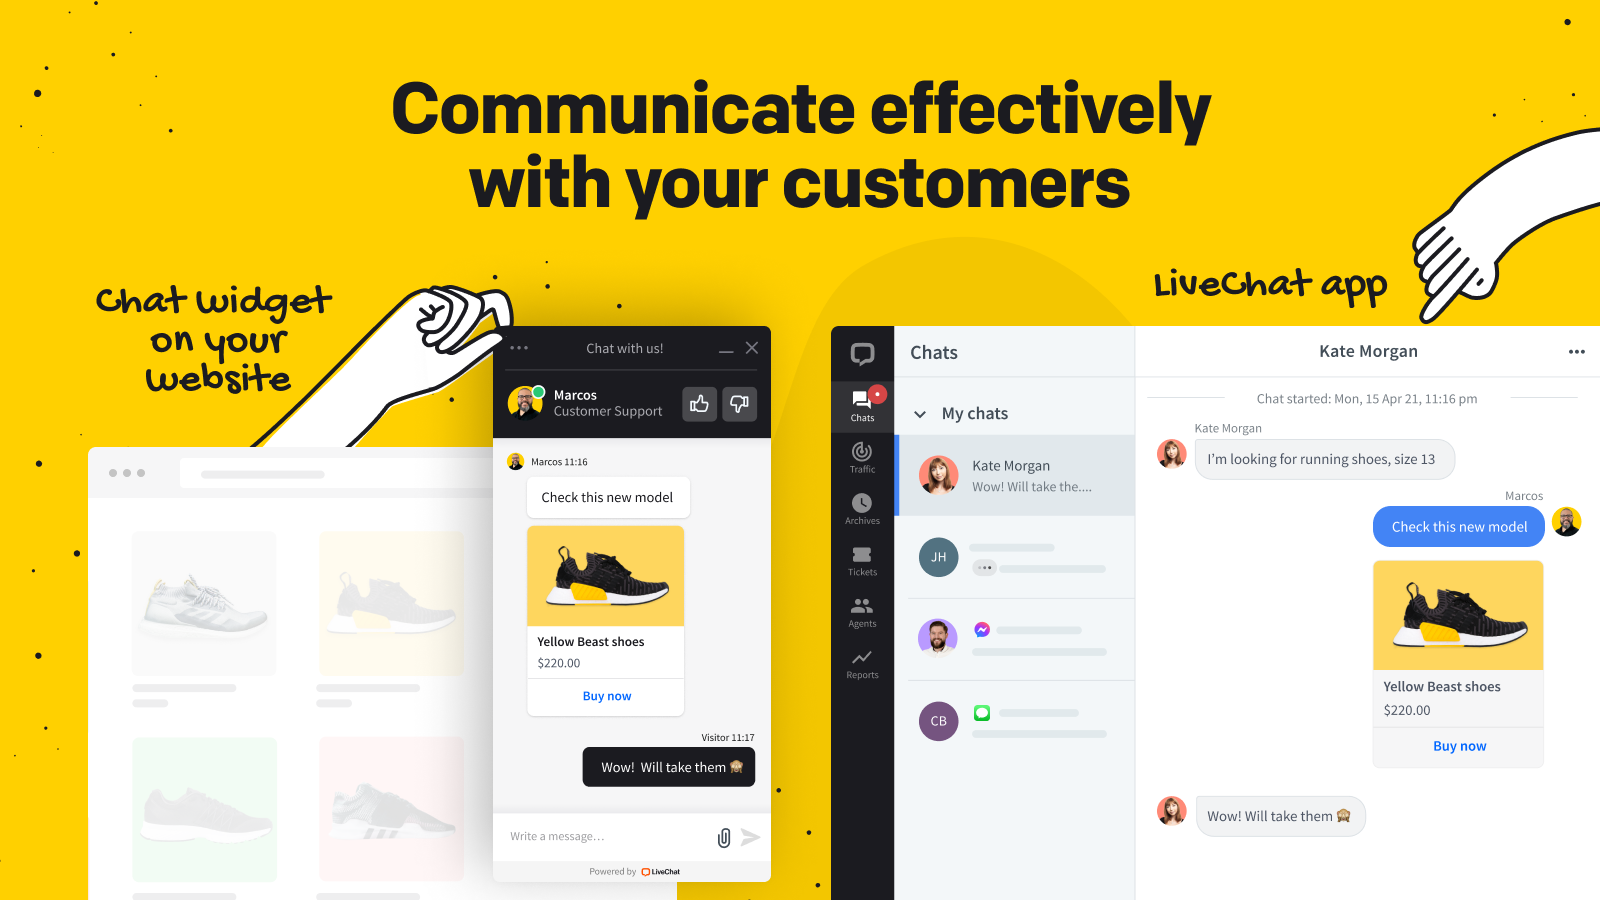 Communicate effectively
with your customers
Chat widget
on your
website
LiveChat app
Chat with us!
Marcos
Customer Support
Marcos 11:16
Check this new model
Yellow Beast shoes
$220.00
Buy now
Visitor 11:17
Wow! Will take them 🙈
Write a message...
Powered by LiveChat
Chats
Traffic
Archives
Tickets
Agents
Reports
Chats
My chats
Kate Morgan
Wow! Will take the....
JH
CB
Kate Morgan
Chat started: Mon, 15 Apr 21, 11:16 pm
Kate Morgan
I'm looking for running shoes, size 13
Marcos
Check this new model
Yellow Beast shoes
$220.00
Buy now
Wow! Will take them 🙈